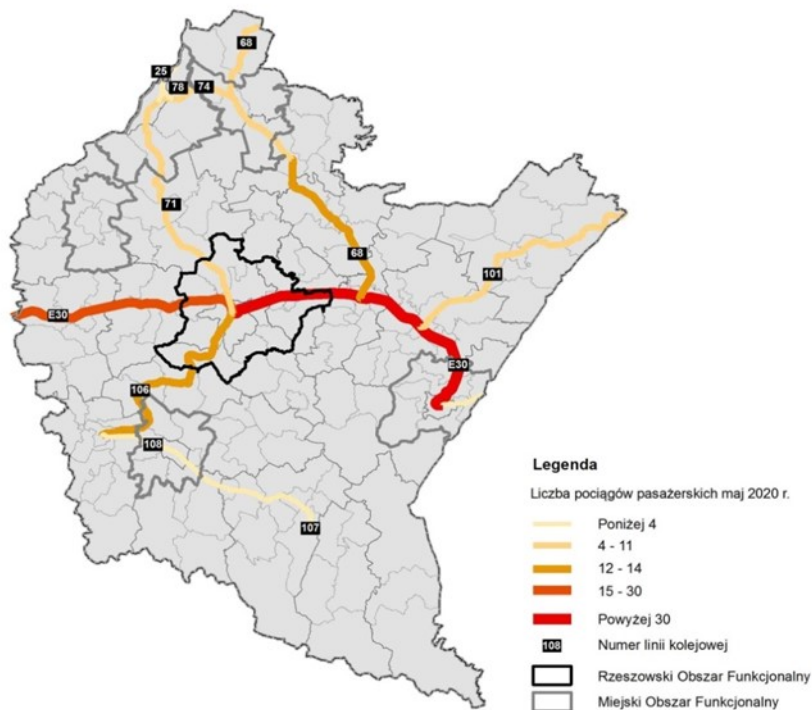 68
25
78
74
71
68
101
E30
E30
106
108
107
Legenda
Liczba pociągów pasażerskich maj 2020 r.
Poniżej 4
4 - 11
12 - 14
15 - 30
Powyżej 30
108 Numer linii kolejowej
Rzeszowski Obszar Funkcjonalny
Miejski Obszar Funkcjonalny